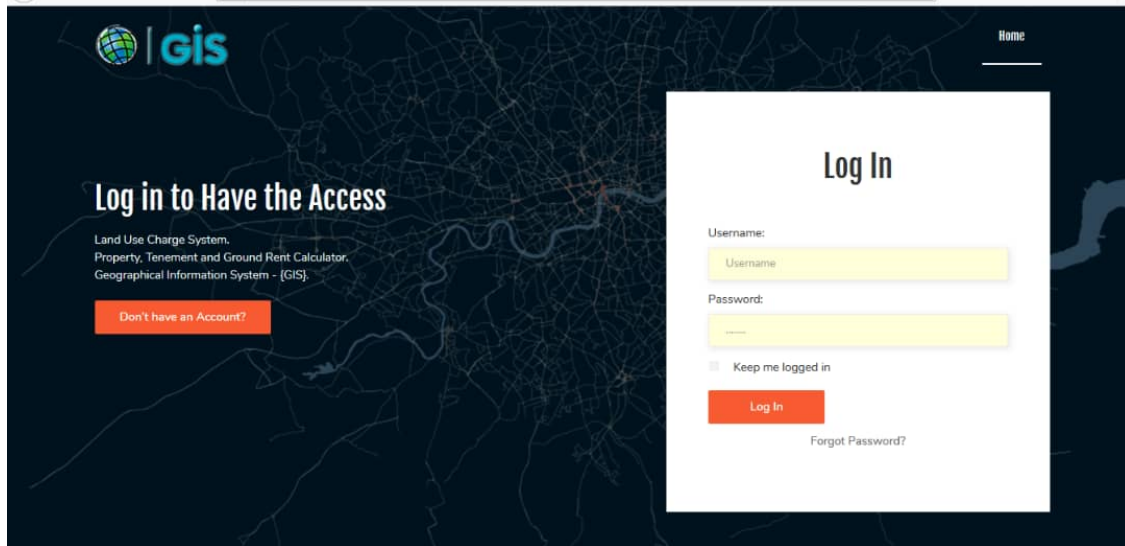 GiS
Home
Log in to Have the Access
Land Use Charge System.
Property, Tenement and Ground Rent Calculator.
Geographical Information System - {GIS}.
Don't have an Account?
Log In
Username:
Username
Password:
Keep me logged in
Log In
Forgot Password?